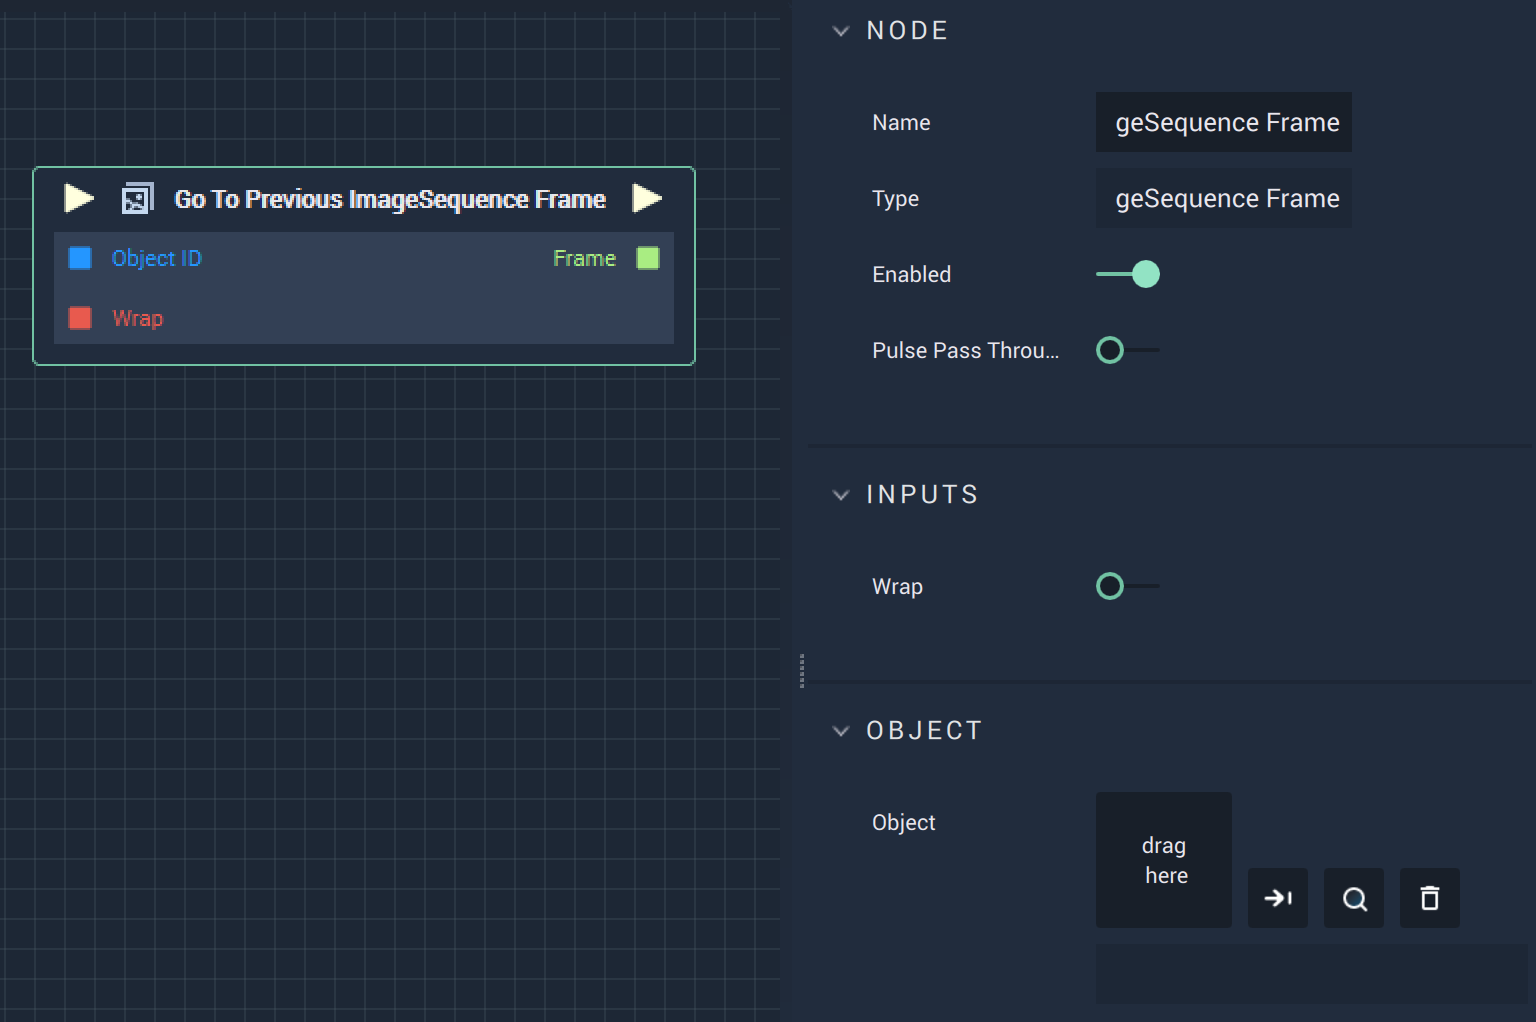 Go To Previous ImageSequence Frame
Object ID
Frame
Wrap
NODE
Name
geSequence Frame
Type
geSequence Frame
Enabled
Pulse Pass Throu...
INPUTS
Wrap
OBJECT
Object
drag
here